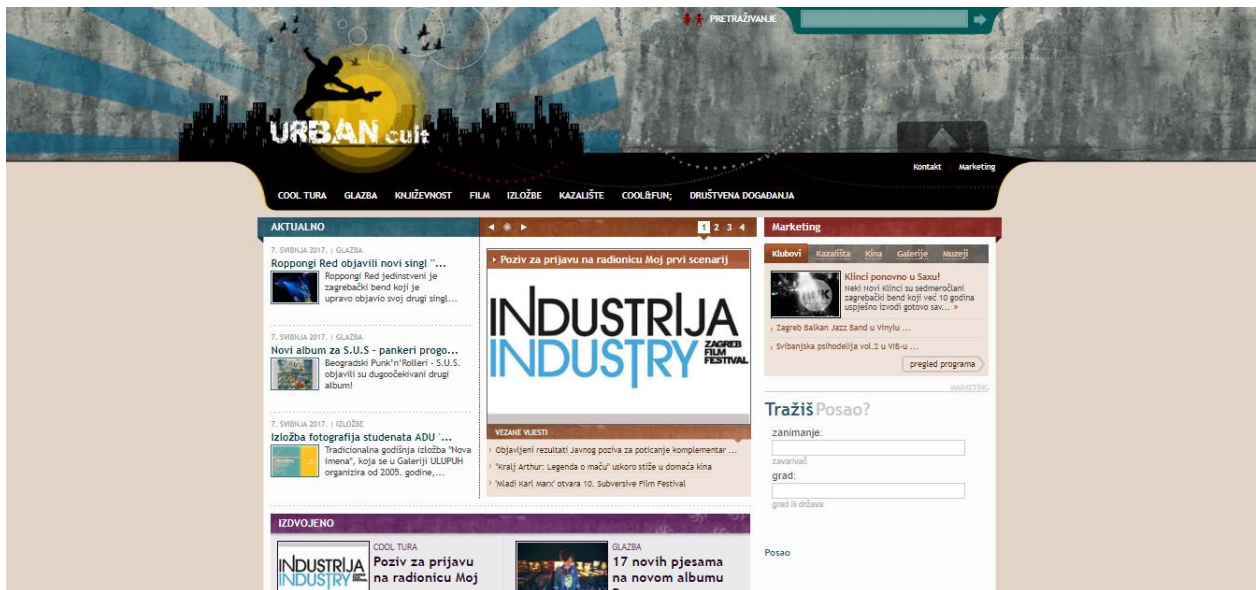 PRETRAŽIVANJE
URBAN cult
Kontakt
Marketing
COOL TURA GLAZBA KNJIŽEVNOST FILM IZLOŽBE KAZALIŠTE COOL&FUN; DRUŠTVENA DOGAĐANJA
AKTUALNO
7. SVIBNJA 2017. | GLAZBA
Roppongi Red objavili novi singl "...
Roppongi Red jedinstveni je
zagrebački bend koji je
upravo objavio svoj drugi singl...
7. SVIBNJA 2017. | GLAZBA
Novi album za S.U.S - pankeri progo...
Beogradski Punk'n'Rolleri - S.U.S.
objavili su dugoočekivani drugi
album!
7. SVIBNJA 2017. | IZLOŽBE
Izložba fotografija studenata ADU '...
Tradicionalna godišnja izložba "Nova
imena", koja se u Galeriji ULUPUH
organizira od 2005. godine,...
1 2 3 4
Poziv za prijavu na radionicu Moj prvi scenarij
INDUSTRIJA
INDUSTRY
ZAGREB
FILM
FESTIVAL
VEZANE VIJESTI
Objavljeni rezultati Javnog poziva za poticanje komplementar ...
"Kralj Arthur: Legenda o maču" uskoro stiže u domaća kina
'Mladi Karl Marx' otvara 10. Subversive Film Festival
Marketing
Klubovi Kazališta Kina Galerije Muzeji
Klinci ponovno u Saxu!
Neki Novi Klinci su sedmeročlani
zagrebački bend koji već 10 godina
uspješno izvodi gotovo sav... »
Zagreb Balkan Jazz Band u Vinylu ...
Svibanjska psihodelija vol.2 u VIB-u ...
pregled programa
MARKETING
Tražiš Posao?
zanimanje:
zavarivač
grad:
grad ili država
Posao
IZDVOJENO
INDUSTRIJA
INDUSTRY
COOL TURA
Poziv za prijavu
na radionicu Moj
GLAZBA
17 novih pjesama
na novom albumu